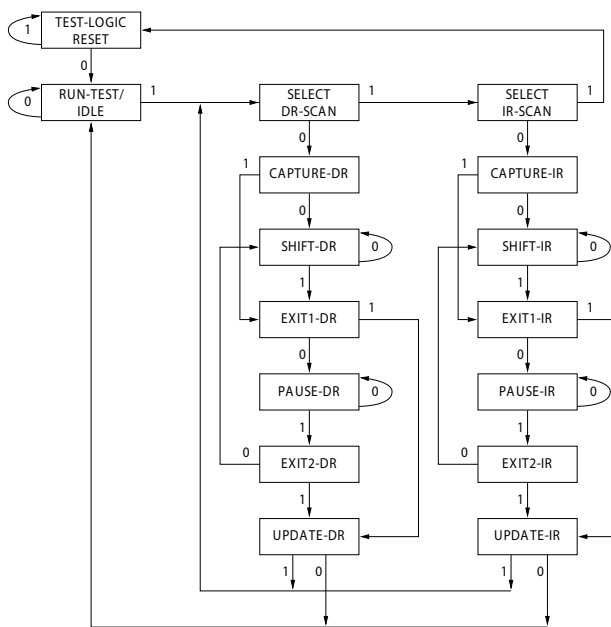 TEST-LOGIC
RESET
1
0
RUN-TEST/
IDLE
0
1
SELECT
DR-SCAN
1
SELECT
IR-SCAN
1
0
0
1
CAPTURE-DR
1
CAPTURE-IR
0
0
SHIFT-DR
0
SHIFT-IR
0
1
1
EXIT1-DR
1
EXIT1-IR
1
0
0
PAUSE-DR
0
PAUSE-IR
0
1
1
0
EXIT2-DR
0
EXIT2-IR
1
1
UPDATE-DR
UPDATE-IR
1
0
1
0